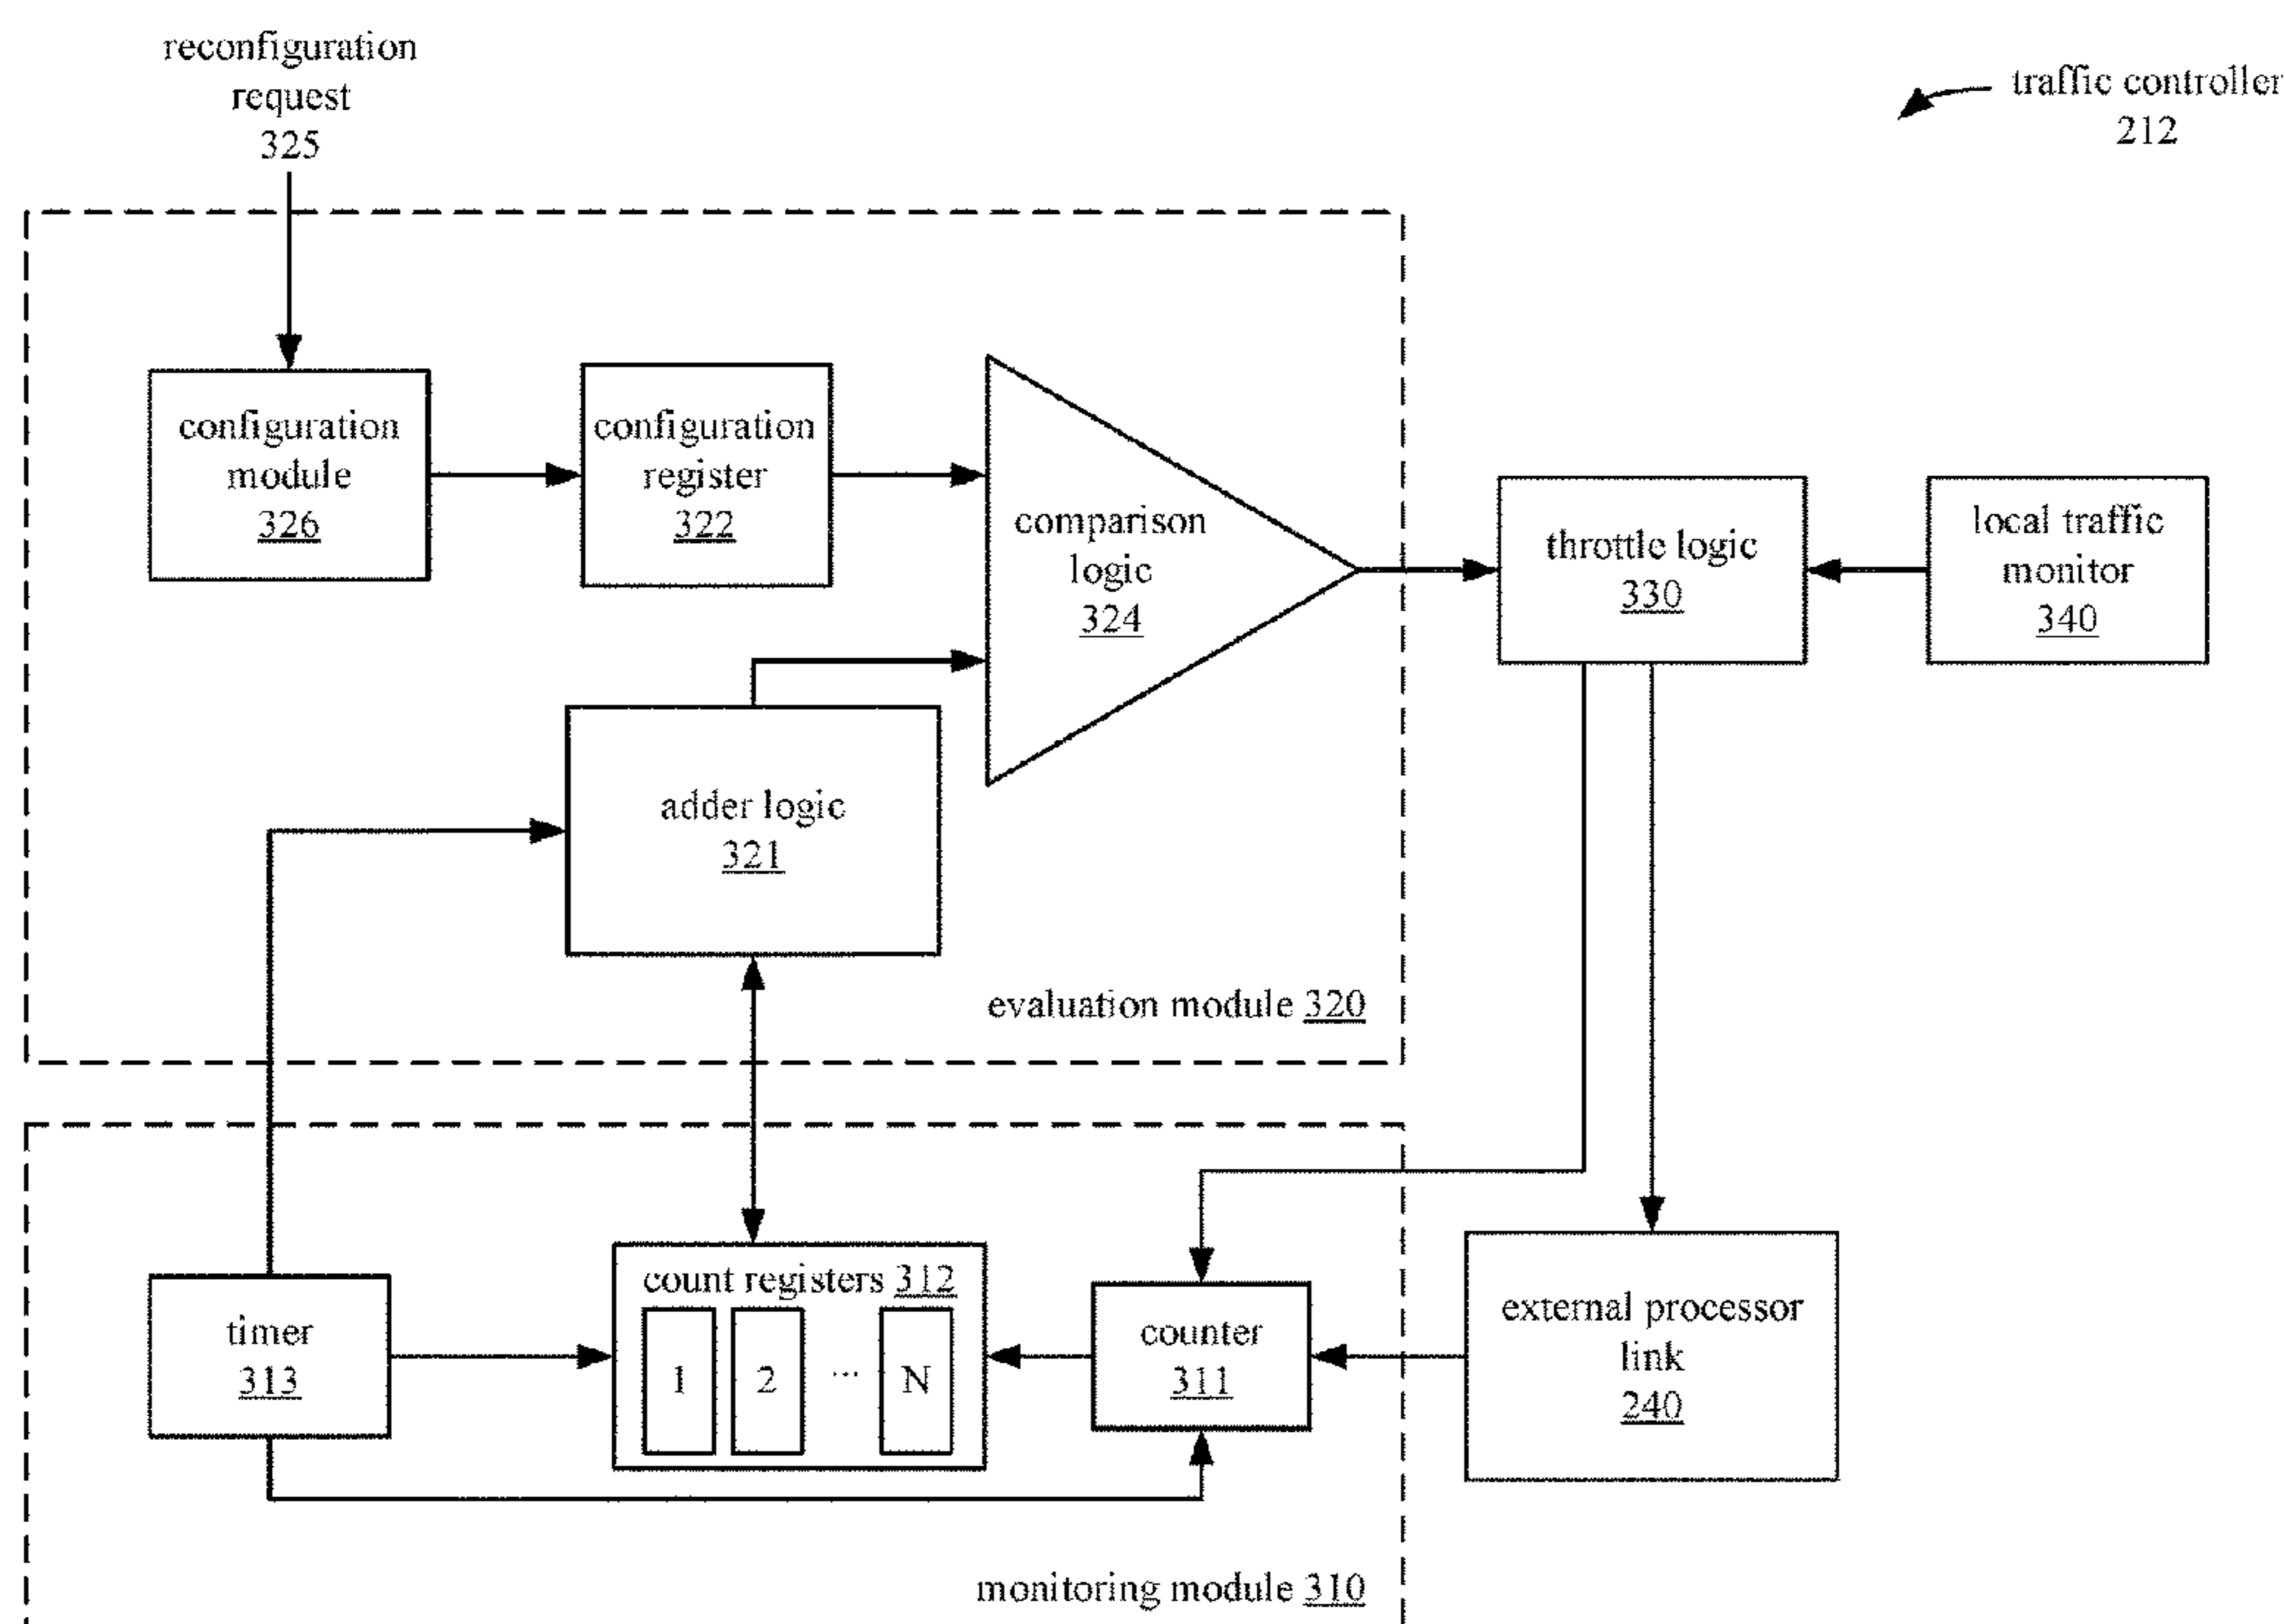 reconfiguration
request
325
traffic controller
212
configuration
module
326
configuration
register
322
comparison
logic
324
throttle logic
330
local traffic
monitor
340
adder logic
321
evaluation module 320
timer
313
count registers 312
1 2 ... N
counter
311
external processor
link
240
monitoring module 310